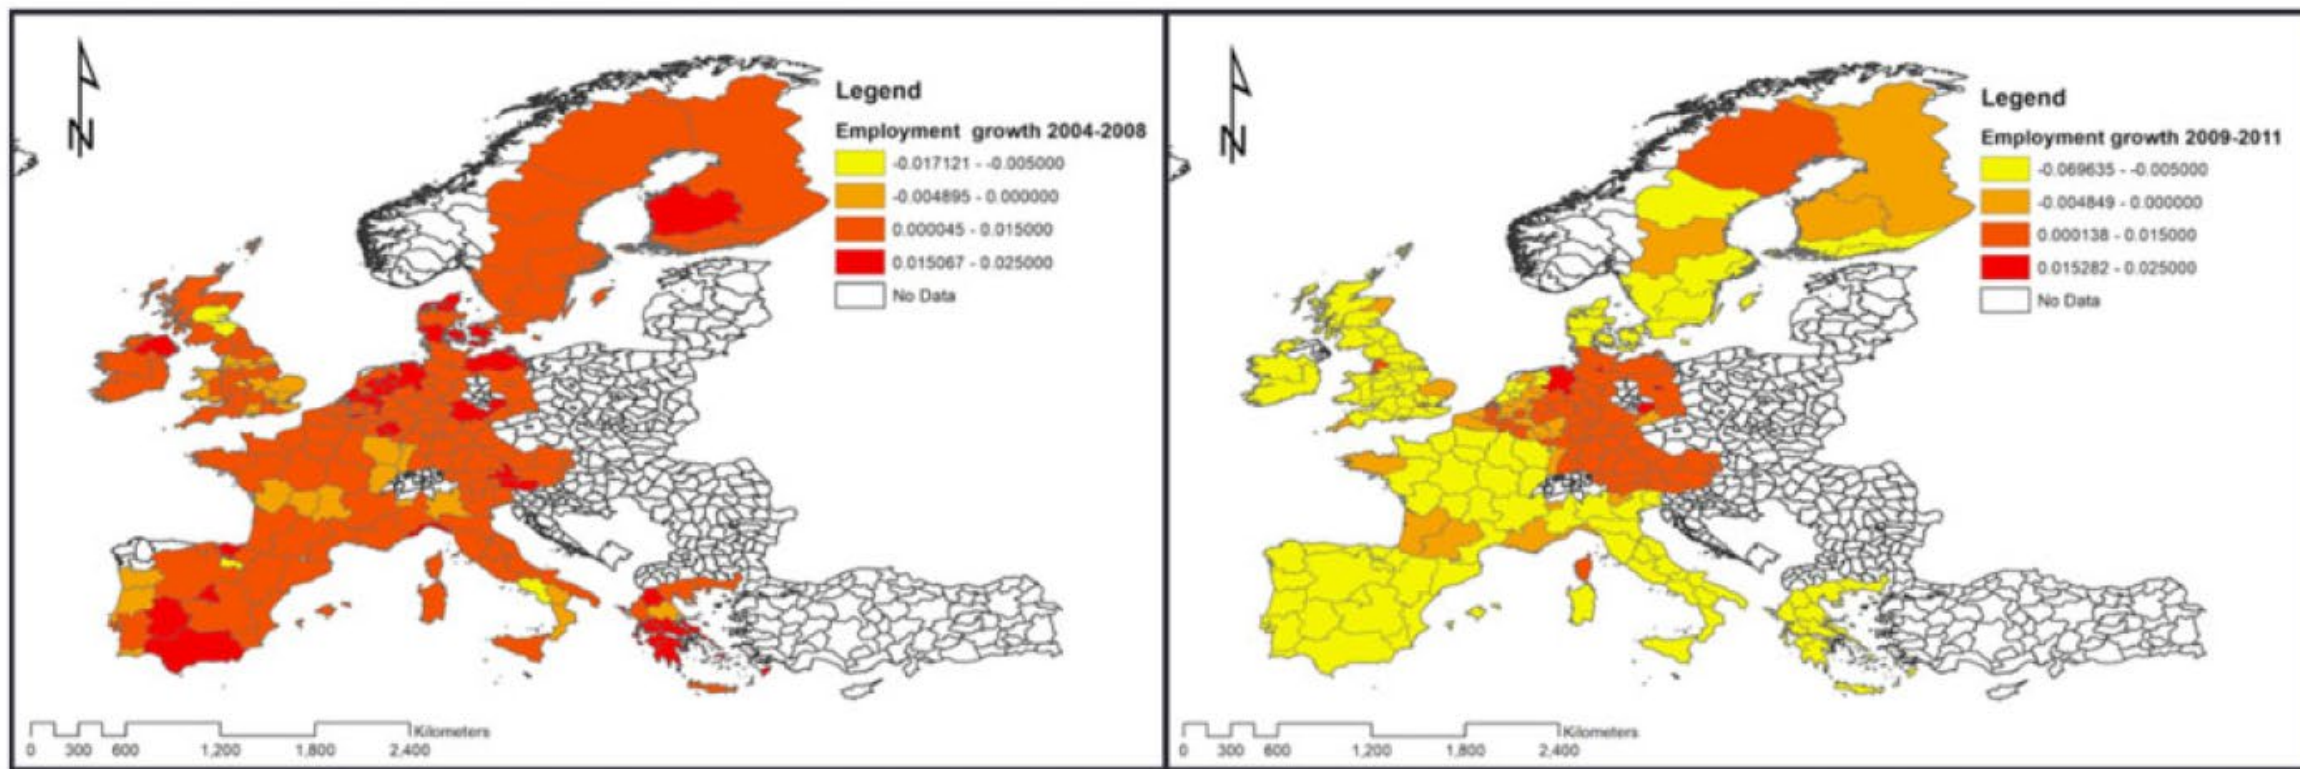 N
Legend
Employment growth 2004-2008
-0.017121 - -0.005000
-0.004895 - 0.000000
0.000045 - 0.015000
0.015067 - 0.025000
No Data
Kilometers
0 300 600 1,200 1,800 2,400
N
Legend
Employment growth 2009-2011
-0.069635 - -0.005000
-0.004849 - 0.000000
0.000138 - 0.015000
0.015282 - 0.025000
No Data
Kilometers
0 300 600 1,200 1,800 2,400